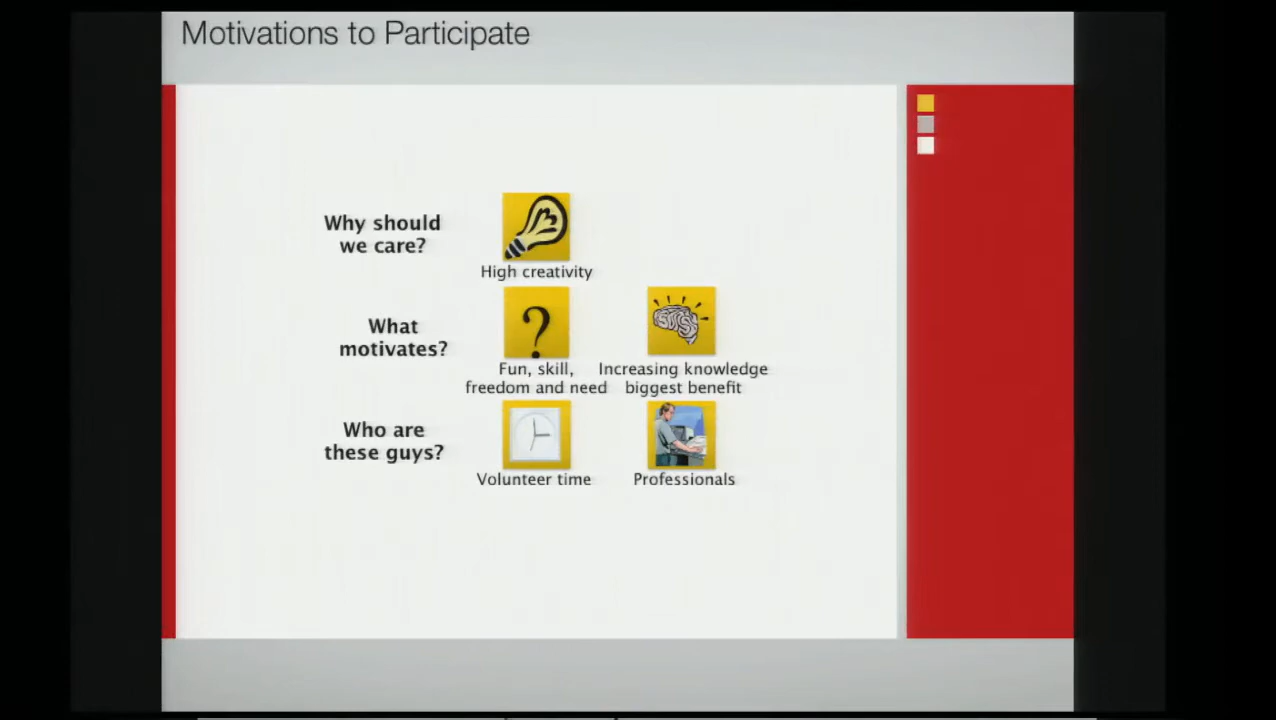 Motivations to Participate
Why should
we care?
High creativity
What
motivates?
?
Fun, skill,
freedom and need
Increasing knowledge
biggest benefit
Who are
these guys?
Volunteer time
Professionals